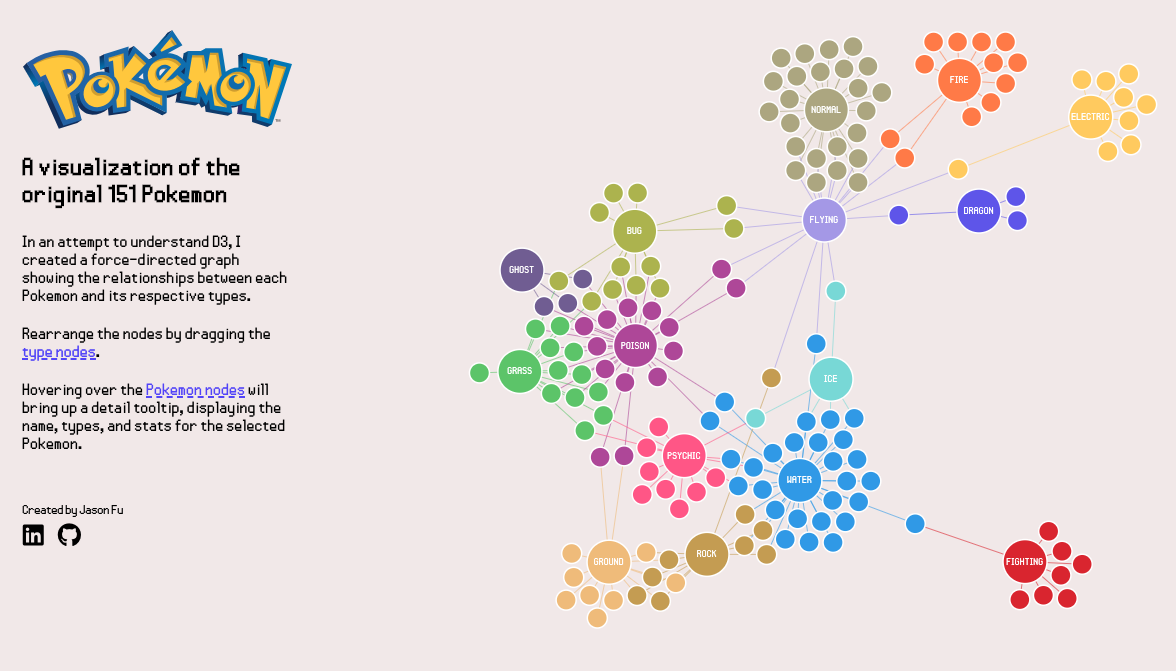 Pokémon
TM
A visualization of the
original 151 Pokemon
In an attempt to understand D3, I
created a force-directed graph
showing the relationships between each
Pokemon and its respective types.
Rearrange the nodes by dragging the
type nodes.
Hovering over the Pokemon nodes will
bring up a detail tooltip, displaying the
name, types, and stats for the selected
Pokemon.
Created by Jason Fu
in
NORMAL
FIRE
ELECTRIC
FLYING
DRAGON
BUG
GHOST
POISON
GRASS
ICE
PSYCHIC
WATER
ROCK
GROUND
FIGHTING